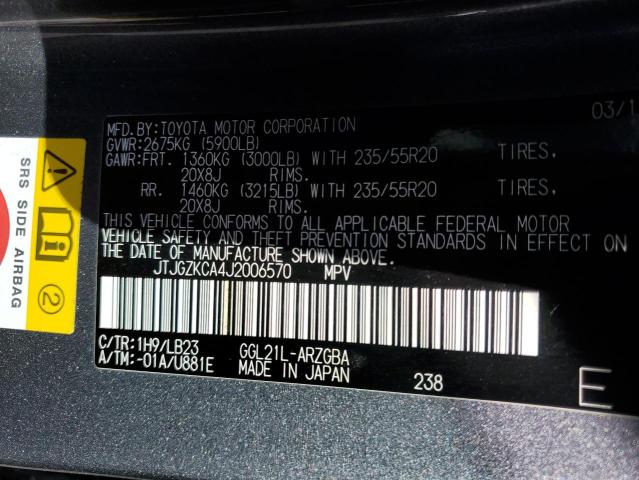 03/1
MFD.BY:TOYOTA MOTOR CORPORATION
GVWR:2675KG (5900LB)
GAWR:FRT. 1360KG (3000LB) WITH 235/55R20 TIRES,
20X8J RIMS.
RR. 1460KG (3215LB) WITH 235/55R20 TIRES,
20X8J RIMS.
THIS VEHICLE CONFORMS TO ALL APPLICABLE FEDERAL MOTOR
VEHICLE SAFETY AND THEFT PREVENTION STANDARDS IN EFFECT ON
THE DATE OF MANUFACTURE SHOWN ABOVE.
JTJGZKCA4J2006570 MPV
C/TR:1H9/LB23 GGL21L-ARZGBA
A/TM:-01A/U881E MADE IN JAPAN 238 E
SRS SIDE AIRBAG
2